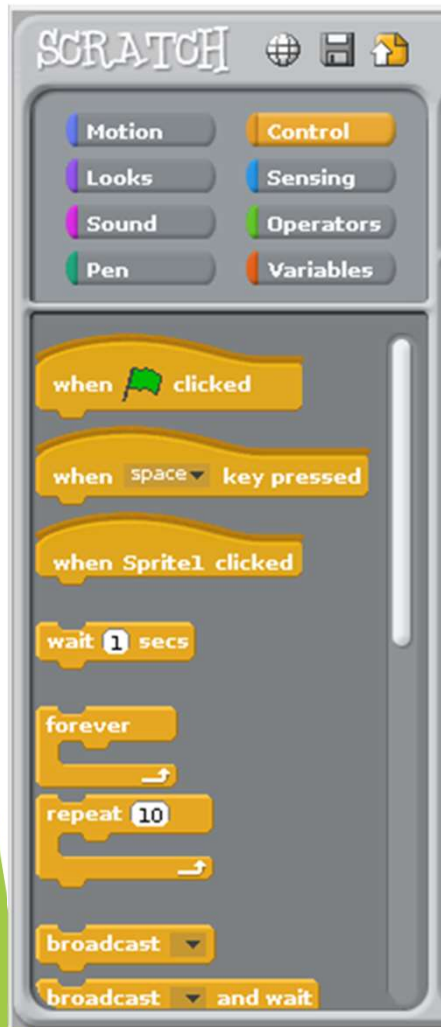 SCRATCH
Motion Control
Looks Sensing
Sound Operators
Pen Variables
when clicked
when space key pressed
when Sprite1 clicked
wait 1 secs
forever
repeat 10
broadcast
broadcast and wait